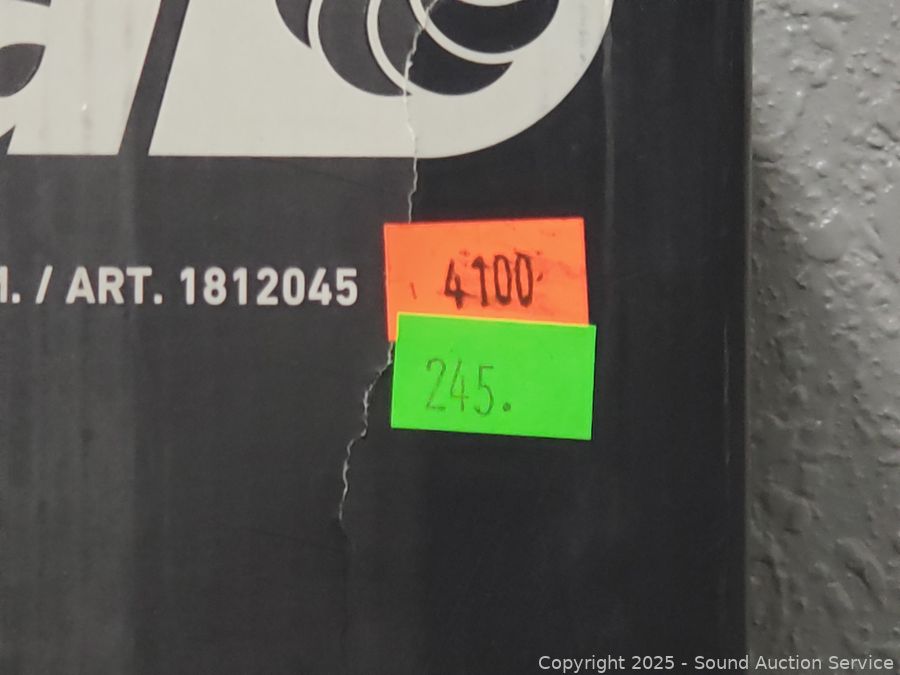 / ART. 1812045
4100
245.
Copyright © 2025 - Sound Auction Service